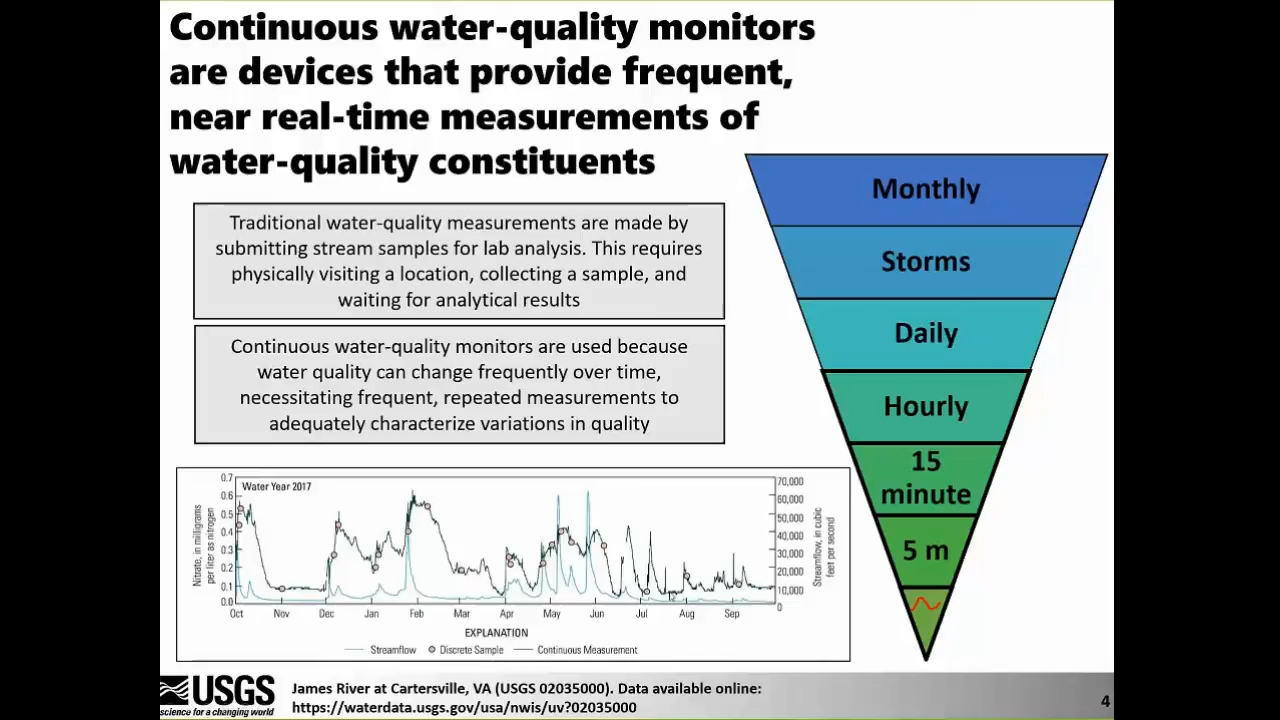 Continuous water-quality monitors
are devices that provide frequent,
near real-time measurements of
water-quality constituents
Traditional water-quality measurements are made by
submitting stream samples for lab analysis. This requires
physically visiting a location, collecting a sample, and
waiting for analytical results
Continuous water-quality monitors are used because
water quality can change frequently over time,
necessitating frequent, repeated measurements to
adequately characterize variations in quality
Monthly
Storms
Daily
Hourly
15
minute
5 m
Water Year 2017
Nitrate, in milligrams
per liter as nitrogen
0.7
0.6
0.5
0.4
0.3
0.2
0.1
0.0
70,000
60,000
50,000
40,000
30,000
20,000
10,000
0
Streamflow, in cubic
feet per second
Oct Nov Dec Jan Feb Mar Apr May Jun Jul Aug Sep
EXPLANATION
Streamflow Discrete Sample Continuous Measurement
USGS
science for a changing world
James River at Cartersville, VA (USGS 02035000). Data available online:
https://waterdata.usgs.gov/usa/nwis/uv?02035000
4